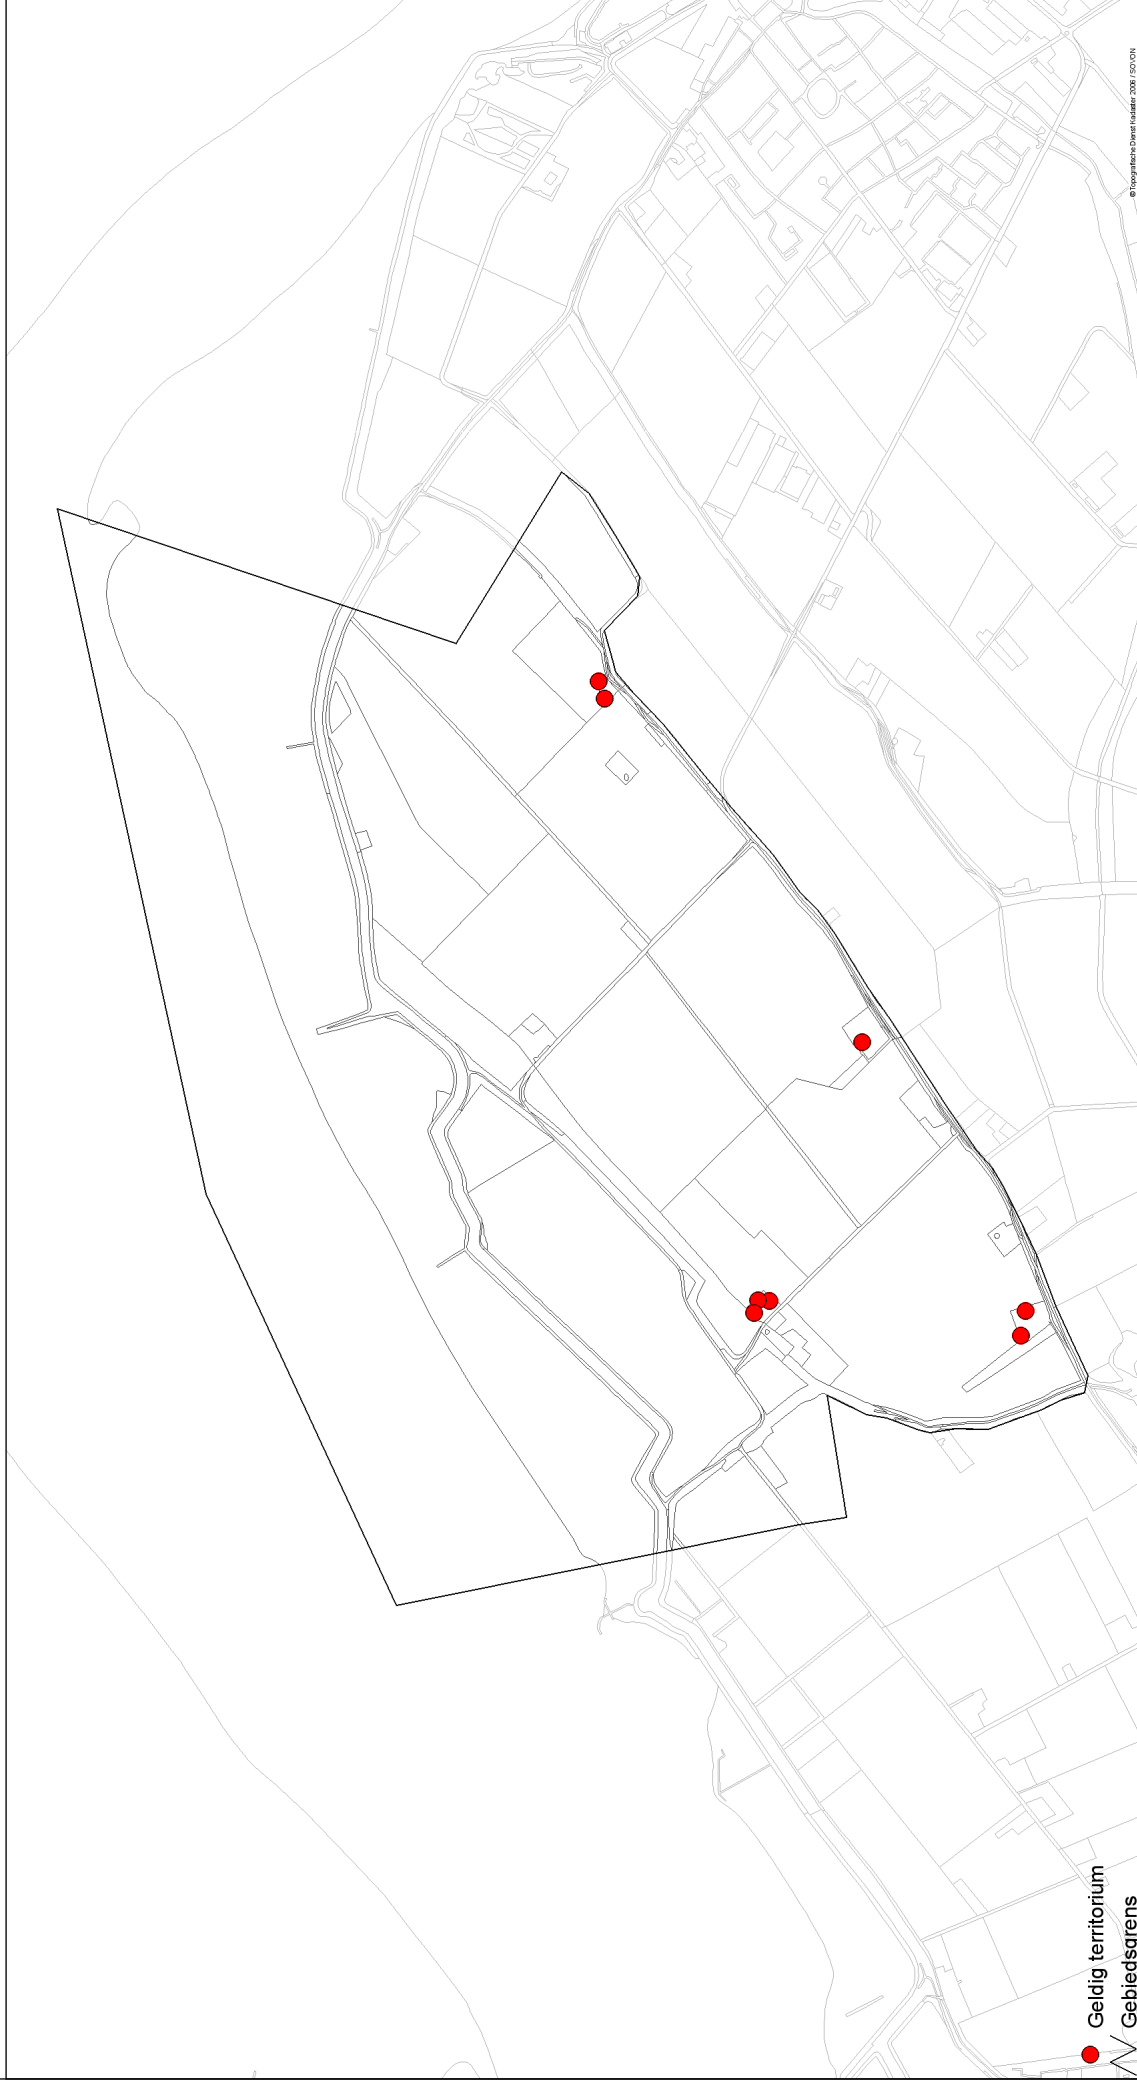 © Topografische Dienst Kadaster 2006 / SOVON
Geldig territorium
Gebiedsgrens